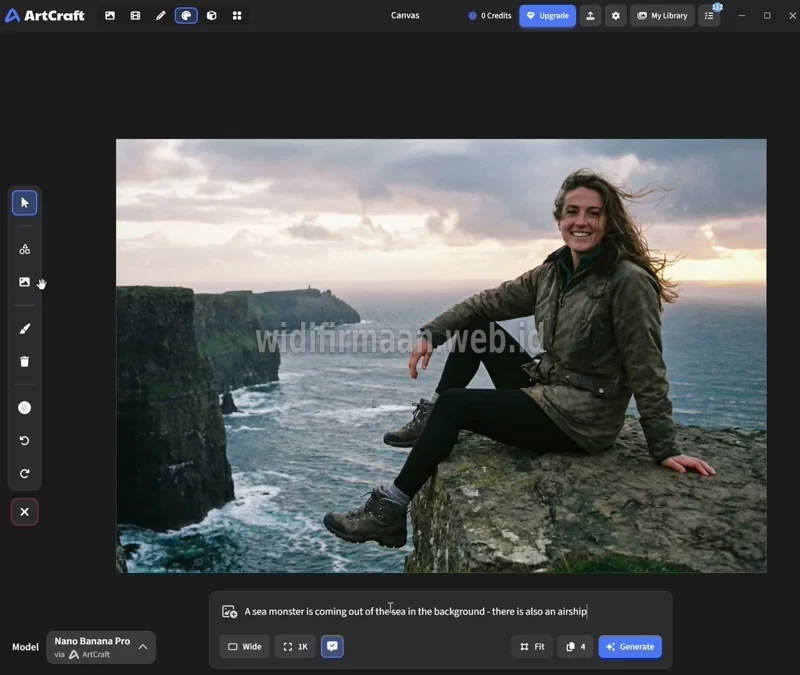 ArtCraft
Canvas
0 Credits
Upgrade
My Library
112
widifirmaan.web.id
A sea monster is coming out of the sea in the background - there is also an airship
Model
Nano Banana Pro
via ArtCraft
Wide
1K
Fit
4
Generate